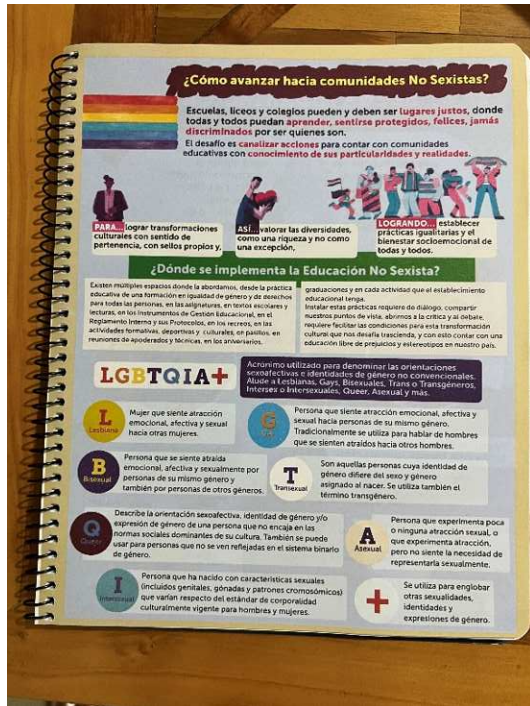 ¿Cómo avanzar hacia comunidades No Sexistas?
Escuelas, liceos y colegios pueden y deben ser lugares justos, donde
todas y todos puedan aprender, sentirse protegidos, felices, jamás
discriminados por ser quienes son.
El desafío es canalizar acciones para contar con comunidades
educativas con conocimiento de sus particularidades y realidades.
PARA... lograr transformaciones
culturales con sentido de
pertenencia, con sellos propios y,
ASÍ... valorar las diversidades,
como una riqueza y no como
una excepción,
LOGRANDO... establecer
prácticas igualitarias y el
bienestar socioemocional de
todas y todos.
¿Dónde se implementa la Educación No Sexista?
Existen múltiples espacios donde la abordamos, desde la práctica
educativa de una formación en igualdad de género y de derechos
para todas las personas, en las asignaturas, en textos escolares y
lecturas, en los Instrumentos de Gestión Educacional, en el
Reglamento Interno y sus Protocolos, en los recreos, en las
actividades formativas, deportivas y culturales, en pasillos, en
reuniones de apoderados y técnicas, en los aniversarios,
graduaciones y en cada actividad que el establecimiento
educacional tenga.
Instalar estas prácticas requiere de diálogo, compartir
nuestros puntos de vista, abrirnos a la crítica y al debate,
requiere facilitar las condiciones para esta transformación
cultural que nos desafía trascienda, y con esto contar con una
educación libre de prejuicios y estereotipos en nuestro país.
LGBTQIA+
Acrónimo utilizado para denominar las orientaciones
sexoafectivas e identidades de género no convencionales.
Alude a Lesbianas, Gays, Bisexuales, Trans o Transgéneros,
Intersex o Intersexuales, Queer, Asexual y más.
L
Lesbiana
Mujer que siente atracción
emocional, afectiva y sexual
hacia otras mujeres.
G
Persona que siente atracción emocional, afectiva y
sexual hacia personas de su mismo género.
Tradicionalmente se utiliza para hablar de hombres
que se sienten atraídos hacia otros hombres.
B
Bisexual
Persona que se siente atraída
emocional, afectiva y sexualmente por
personas de su mismo género y
también por personas de otros géneros.
T
Transexual
Son aquellas personas cuya identidad de
género difiere del sexo y género
asignado al nacer. Se utiliza también el
término transgénero.
Q
Queer
Describe la orientación sexoafectiva, identidad de género y/o
expresión de género de una persona que no encaja en las
normas sociales dominantes de su cultura. También se puede
usar para personas que no se ven reflejadas en el sistema binario
de género.
A
Asexual
Persona que experimenta poca
o ninguna atracción sexual, o
que experimenta atracción,
pero no siente la necesidad de
representarla sexualmente.
I
Intersexual
Persona que ha nacido con características sexuales
(incluidos genitales, gónadas y patrones cromosómicos)
que varían respecto del estándar de corporalidad
culturalmente vigente para hombres y mujeres.
+
Se utiliza para englobar
otras sexualidades,
identidades y
expresiones de género.